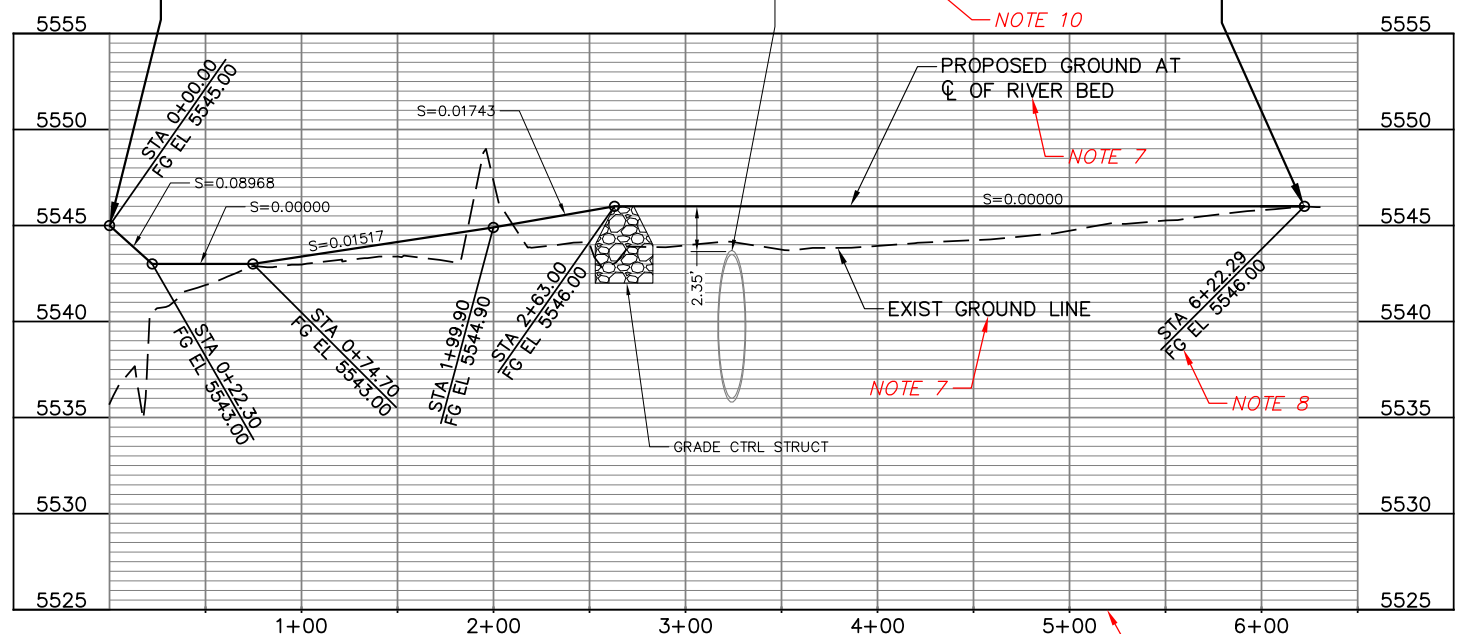 NOTE 10
5555
5555
PROPOSED GROUND AT
℄ OF RIVER BED
STA 0+00.00
FG EL 5545.00
S=0.01743
5550
5550
NOTE 7
S=0.08968
S=0.00000
S=0.00000
5545
5545
S=0.01517
2.35'
EXIST GROUND LINE
STA 0+22.30
FG EL 5543.00
STA 0+74.70
FG EL 5543.00
STA 1+99.90
FG EL 5544.90
STA 2+63.00
FG EL 5546.00
STA 6+22.29
FG EL 5546.00
5540
5540
NOTE 7
NOTE 8
5535
5535
GRADE CTRL STRUCT
5530
5530
5525
5525
1+00
2+00
3+00
4+00
5+00
6+00